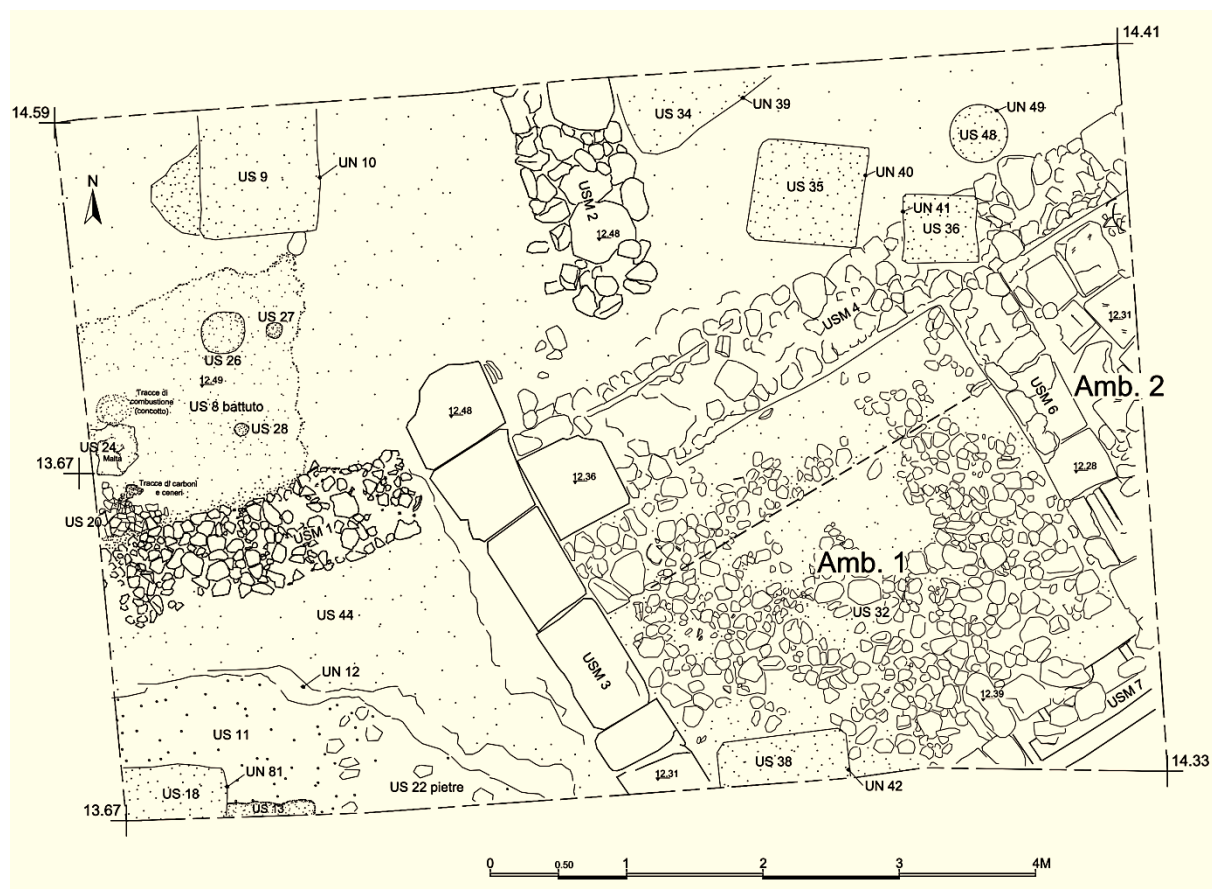 14.41
14.59
UN 39
US 34
UN 49
US 48
N
US 9
UN 10
US 35
UN 40
USM 2
UN 41
US 36
12.48
US 27
USM 4
12.31
US 26
12.49
Amb. 2
USM 6
Tracce di
combustione
(concotto)
US 8 battuto
12.48
US 28
US 24
Malta
13.67
12.36
12.28
Tracce di carboni
e ceneri
US 20
USM 1
Amb. 1
US 32
US 44
UN 12
USM 3
12.39
USM 7
US 11
UN 81
US 38
14.33
US 18
US 22 pietre
12.31
UN 42
13.67
US 13
0
0.50
1
2
3
4M